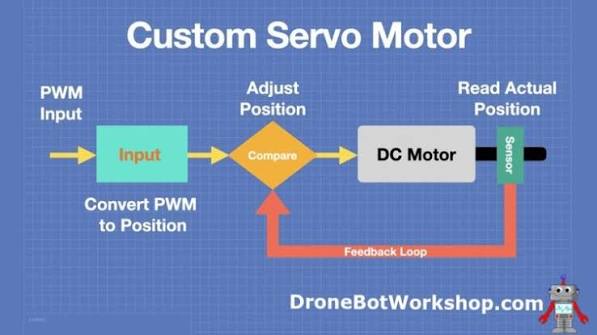 Custom Servo Motor
PWM
Input
Adjust
Position
Read Actual
Position
Input
Compare
DC Motor
Sensor
Convert PWM
to Position
Feedback Loop
DroneBotWorkshop.com